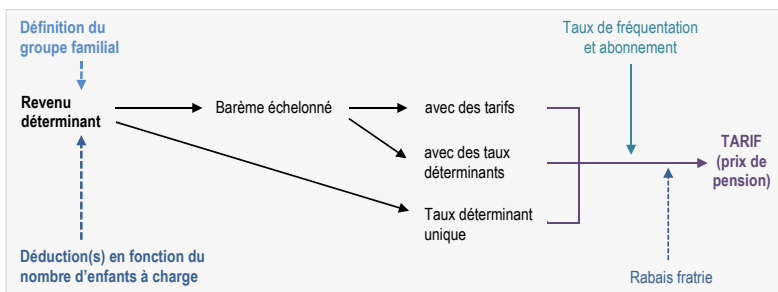 Définition du
groupe familial
Taux de fréquentation
et abonnement
Revenu
déterminant
Barème échelonné
avec des tarifs
avec des taux
déterminants
Taux déterminant
unique
TARIF
(prix de
pension)
Déduction(s) en fonction du
nombre d'enfants à charge
Rabais fratrie